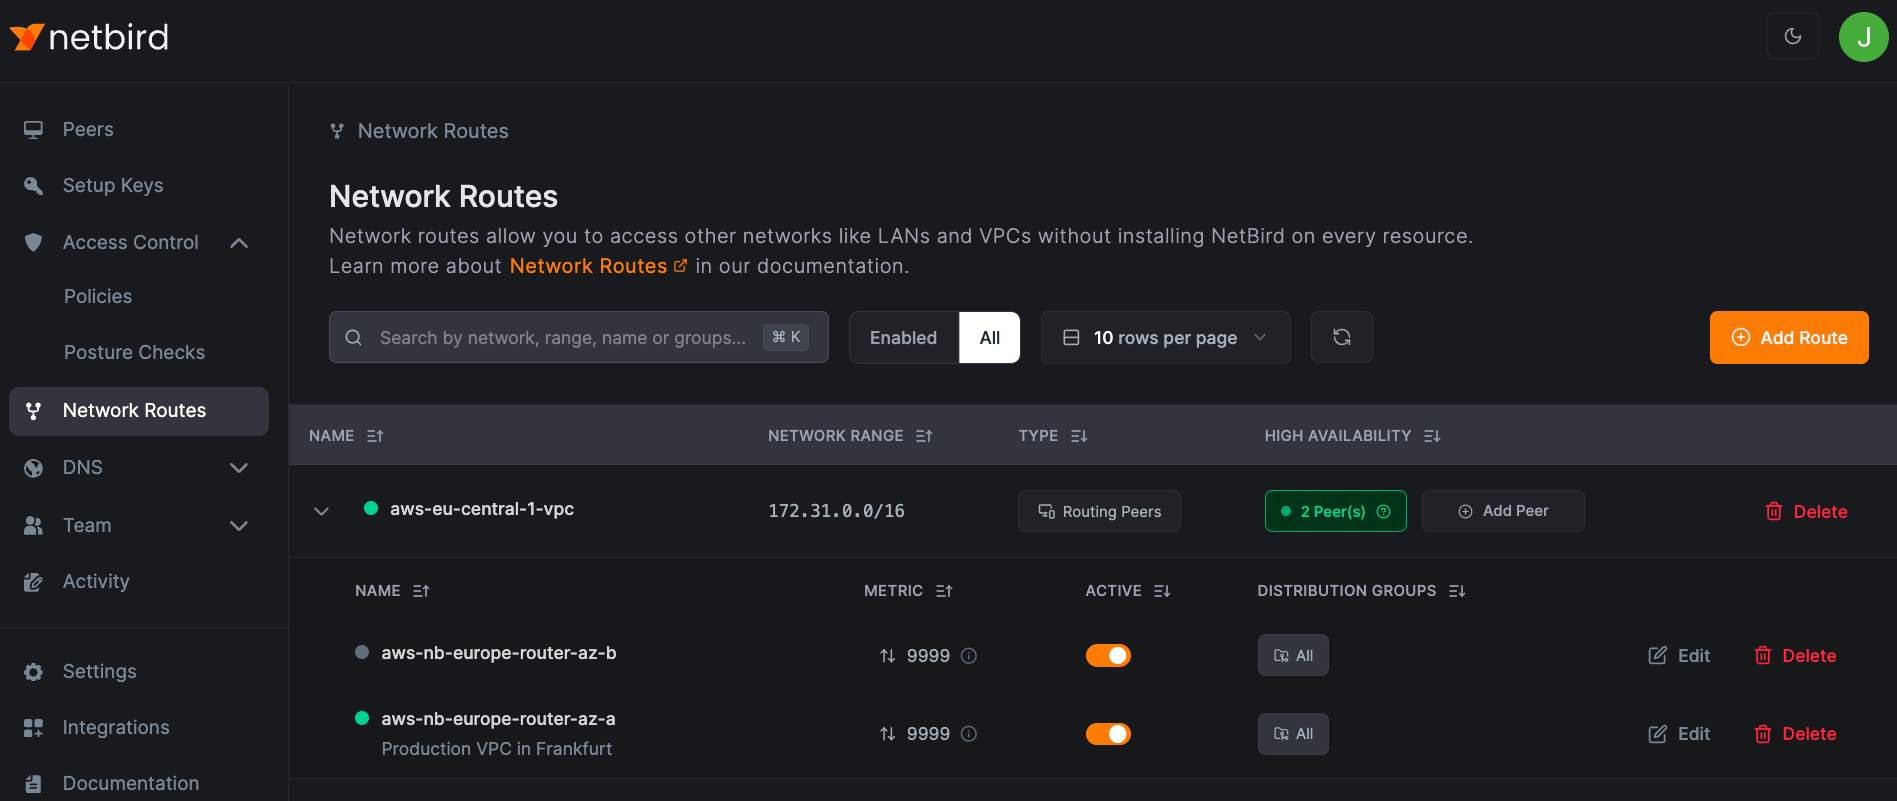 netbird
J
Peers
Setup Keys
Access Control
Policies
Posture Checks
Network Routes
DNS
Team
Activity
Settings
Integrations
Documentation
Network Routes
Network Routes
Network routes allow you to access other networks like LANs and VPCs without installing NetBird on every resource.
Learn more about Network Routes in our documentation.
Search by network, range, name or groups... ⌘ K
Enabled All
10 rows per page
Add Route
NAME NETWORK RANGE TYPE HIGH AVAILABILITY
aws-eu-central-1-vpc 172.31.0.0/16 Routing Peers 2 Peer(s) Add Peer Delete
NAME METRIC ACTIVE DISTRIBUTION GROUPS
aws-nb-europe-router-az-b 9999 All Edit Delete
aws-nb-europe-router-az-a 9999 All Edit Delete
Production VPC in Frankfurt